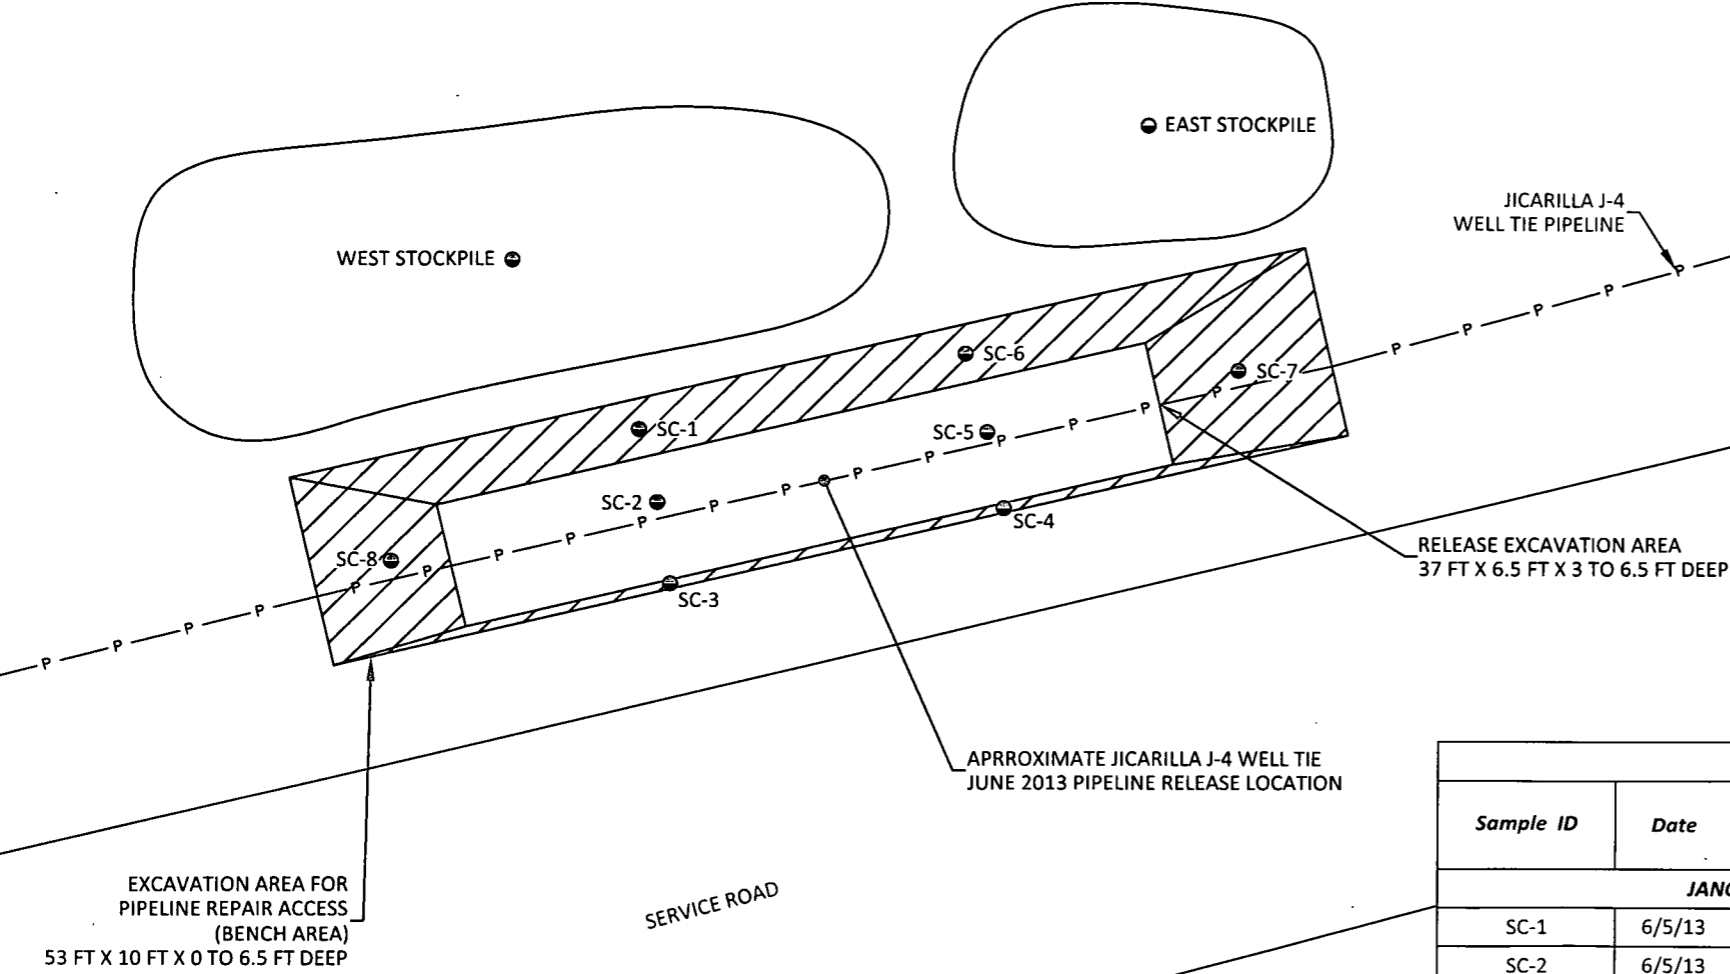 EAST STOCKPILE
JICARILLA J-4
WELL TIE PIPELINE
WEST STOCKPILE
SC-6
SC-7
SC-1
SC-5
SC-2
SC-4
SC-8
SC-3
P P P P P P P P P P P P P P P P P P P P P P P P
RELEASE EXCAVATION AREA
37 FT X 6.5 FT X 3 TO 6.5 FT DEEP
APRROXIMATE JICARILLA J-4 WELL TIE
JUNE 2013 PIPELINE RELEASE LOCATION
EXCAVATION AREA FOR
PIPELINE REPAIR ACCESS
(BENCH AREA)
53 FT X 10 FT X 0 TO 6.5 FT DEEP
SERVICE ROAD
Sample ID Date
SC-1 6/5/13
SC-2 6/5/13